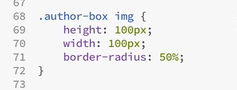 67
68 .author-box img {
69     height: 100px;
70     width: 100px;
71     border-radius: 50%;
72 }
73